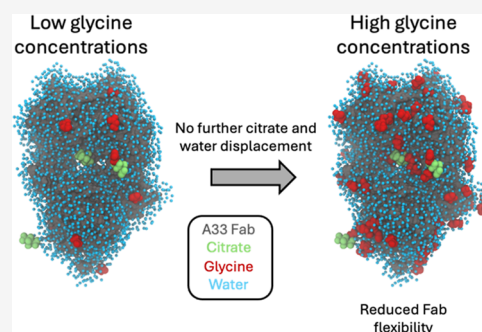 Low glycine
concentrations
High glycine
concentrations
No further citrate and
water displacement
A33 Fab
Citrate
Glycine
Water
Reduced Fab
flexibility